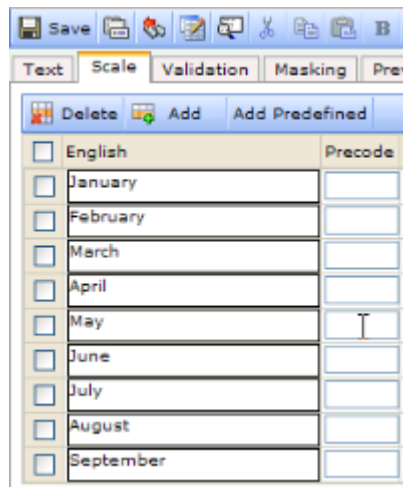 Save B
Text Scale Validation Masking Pre
Delete Add Add Predefined
English Precode
January
February
March
April
May
June
July
August
September